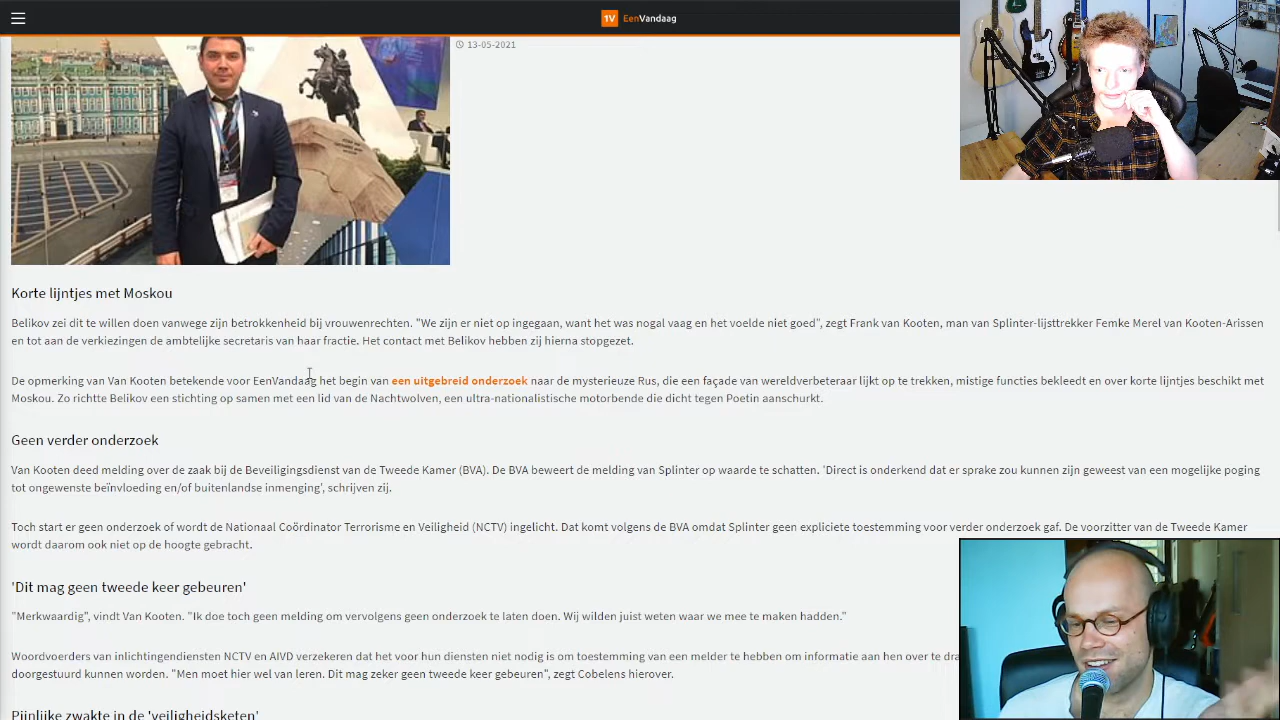 1V EenVandaag
13-05-2021
Korte lijntjes met Moskou
Belikov zei dit te willen doen vanwege zijn betrokkenheid bij vrouwenrechten. "We zijn er niet op ingegaan, want het was nogal vaag en het voelde niet goed", zegt Frank van Kooten, man van Splinter-lijsttrekker Femke Merel van Kooten-Arissen
en tot aan de verkiezingen de ambtelijke secretaris van haar fractie. Het contact met Belikov hebben zij hierna stopgezet.
De opmerking van Van Kooten betekende voor EenVandaag het begin van een uitgebreid onderzoek naar de mysterieuze Rus, die een façade van wereldverbeteraar lijkt op te trekken, mistige functies bekleedt en over korte lijntjes beschikt met
Moskou. Zo richtte Belikov een stichting op samen met een lid van de Nachtwolven, een ultra-nationalistische motorbende die dicht tegen Poetin aanschurkt.
Geen verder onderzoek
Van Kooten deed melding over de zaak bij de Beveiligingsdienst van de Tweede Kamer (BVA). De BVA beweert de melding van Splinter op waarde te schatten. 'Direct is onderkend dat er sprake zou kunnen zijn geweest van een mogelijke poging
tot ongewenste beïnvloeding en/of buitenlandse inmenging', schrijven zij.
Toch start er geen onderzoek of wordt de Nationaal Coördinator Terrorisme en Veiligheid (NCTV) ingelicht. Dat komt volgens de BVA omdat Splinter geen expliciete toestemming voor verder onderzoek gaf. De voorzitter van de Tweede Kamer
wordt daarom ook niet op de hoogte gebracht.
'Dit mag geen tweede keer gebeuren'
"Merkwaardig", vindt Van Kooten. "Ik doe toch geen melding om vervolgens geen onderzoek te laten doen. Wij wilden juist weten waar we mee te maken hadden."
Woordvoerders van inlichtingendiensten NCTV en AIVD verzekeren dat het voor hun diensten niet nodig is om toestemming van een melder te hebben om informatie aan hen over te
doorgestuurd kunnen worden. "Men moet hier wel van leren. Dit mag zeker geen tweede keer gebeuren", zegt Cobelens hierover.
Pijnlijke zwakte in de 'veiligheidsketen'